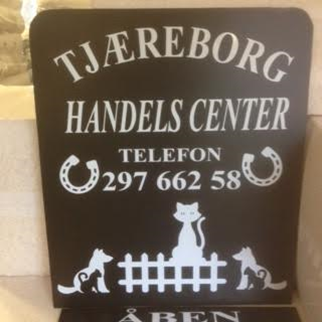 TJÆREBORG
HANDELS CENTER
TELEFON
297 662 58
ÅBEN